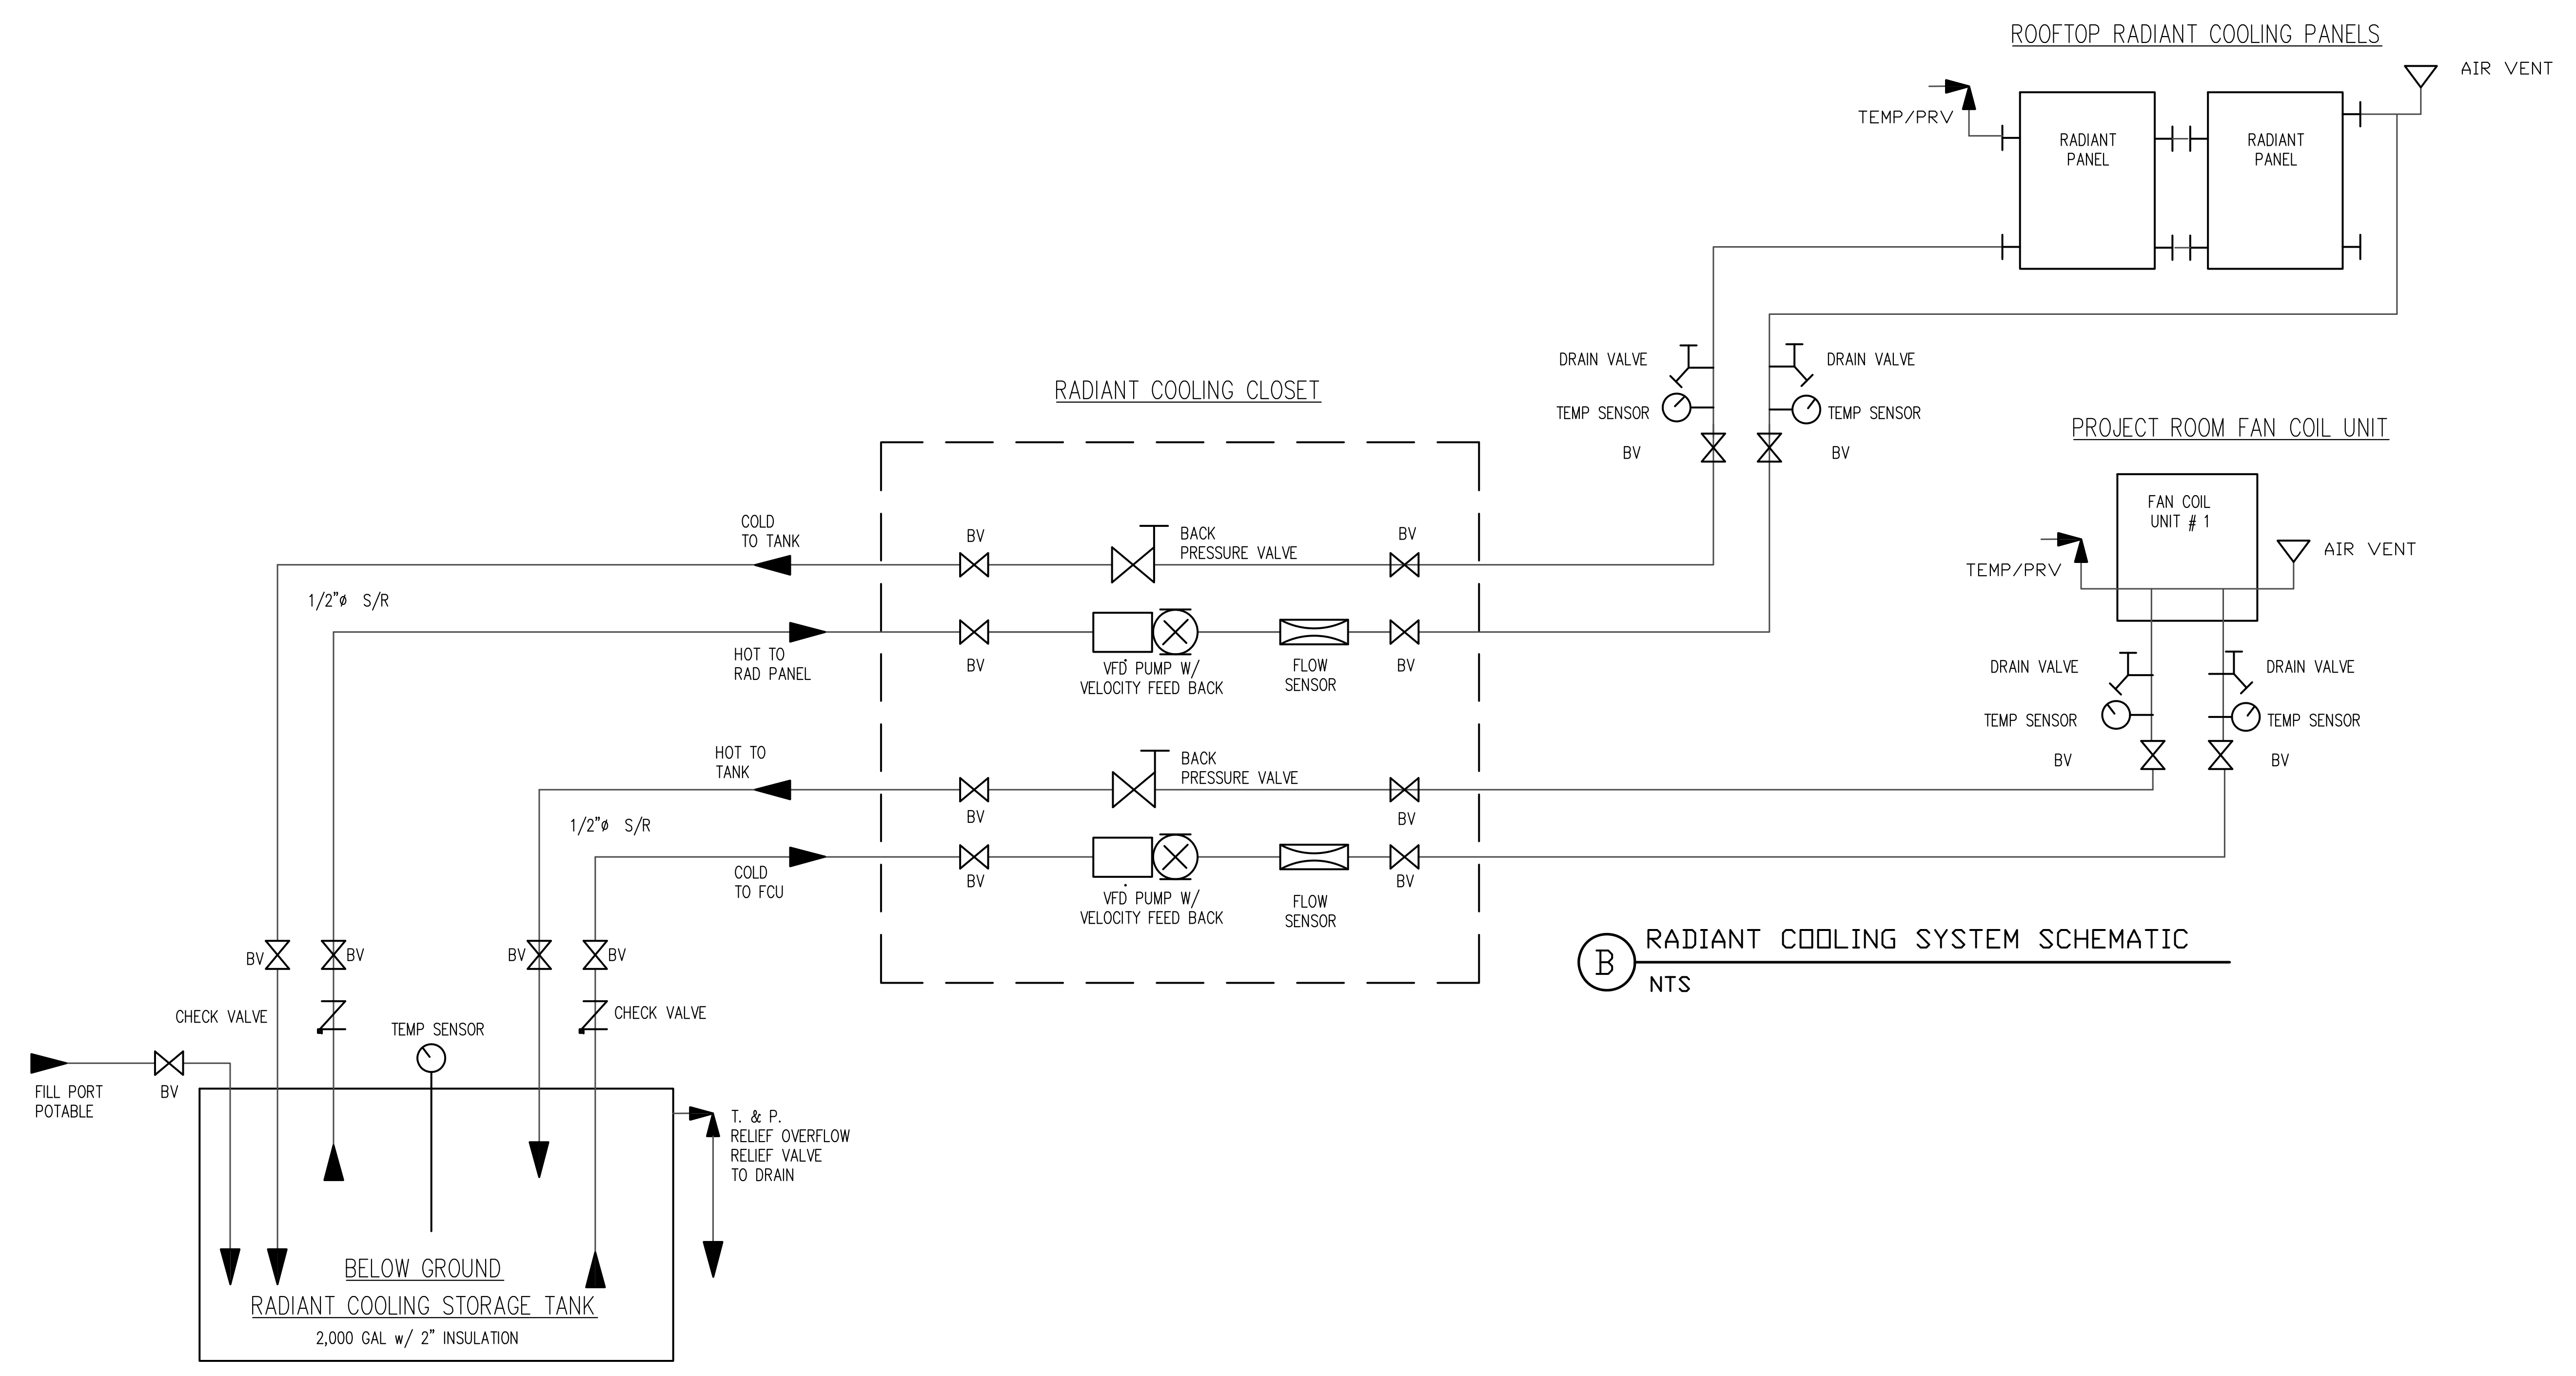 ROOFTOP RADIANT COOLING PANELS
AIR VENT
TEMP/PRV
RADIANT
PANEL
RADIANT
PANEL
DRAIN VALVE
DRAIN VALVE
TEMP SENSOR
TEMP SENSOR
BV
BV
PROJECT ROOM FAN COIL UNIT
FAN COIL
UNIT # 1
AIR VENT
TEMP/PRV
DRAIN VALVE
DRAIN VALVE
TEMP SENSOR
TEMP SENSOR
BV
BV
RADIANT COOLING CLOSET
COLD
TO TANK
BV
BACK
PRESSURE VALVE
BV
1/2"ø S/R
HOT TO
RAD PANEL
BV
VFD PUMP W/
VELOCITY FEED BACK
FLOW
SENSOR
BV
HOT TO
TANK
BV
BACK
PRESSURE VALVE
BV
1/2"ø S/R
COLD
TO FCU
BV
VFD PUMP W/
VELOCITY FEED BACK
FLOW
SENSOR
BV
B
RADIANT COOLING SYSTEM SCHEMATIC
NTS
BV
BV
BV
BV
CHECK VALVE
TEMP SENSOR
CHECK VALVE
FILL PORT
POTABLE
BV
T. & P.
RELIEF OVERFLOW
RELIEF VALVE
TO DRAIN
BELOW GROUND
RADIANT COOLING STORAGE TANK
2,000 GAL w/ 2" INSULATION